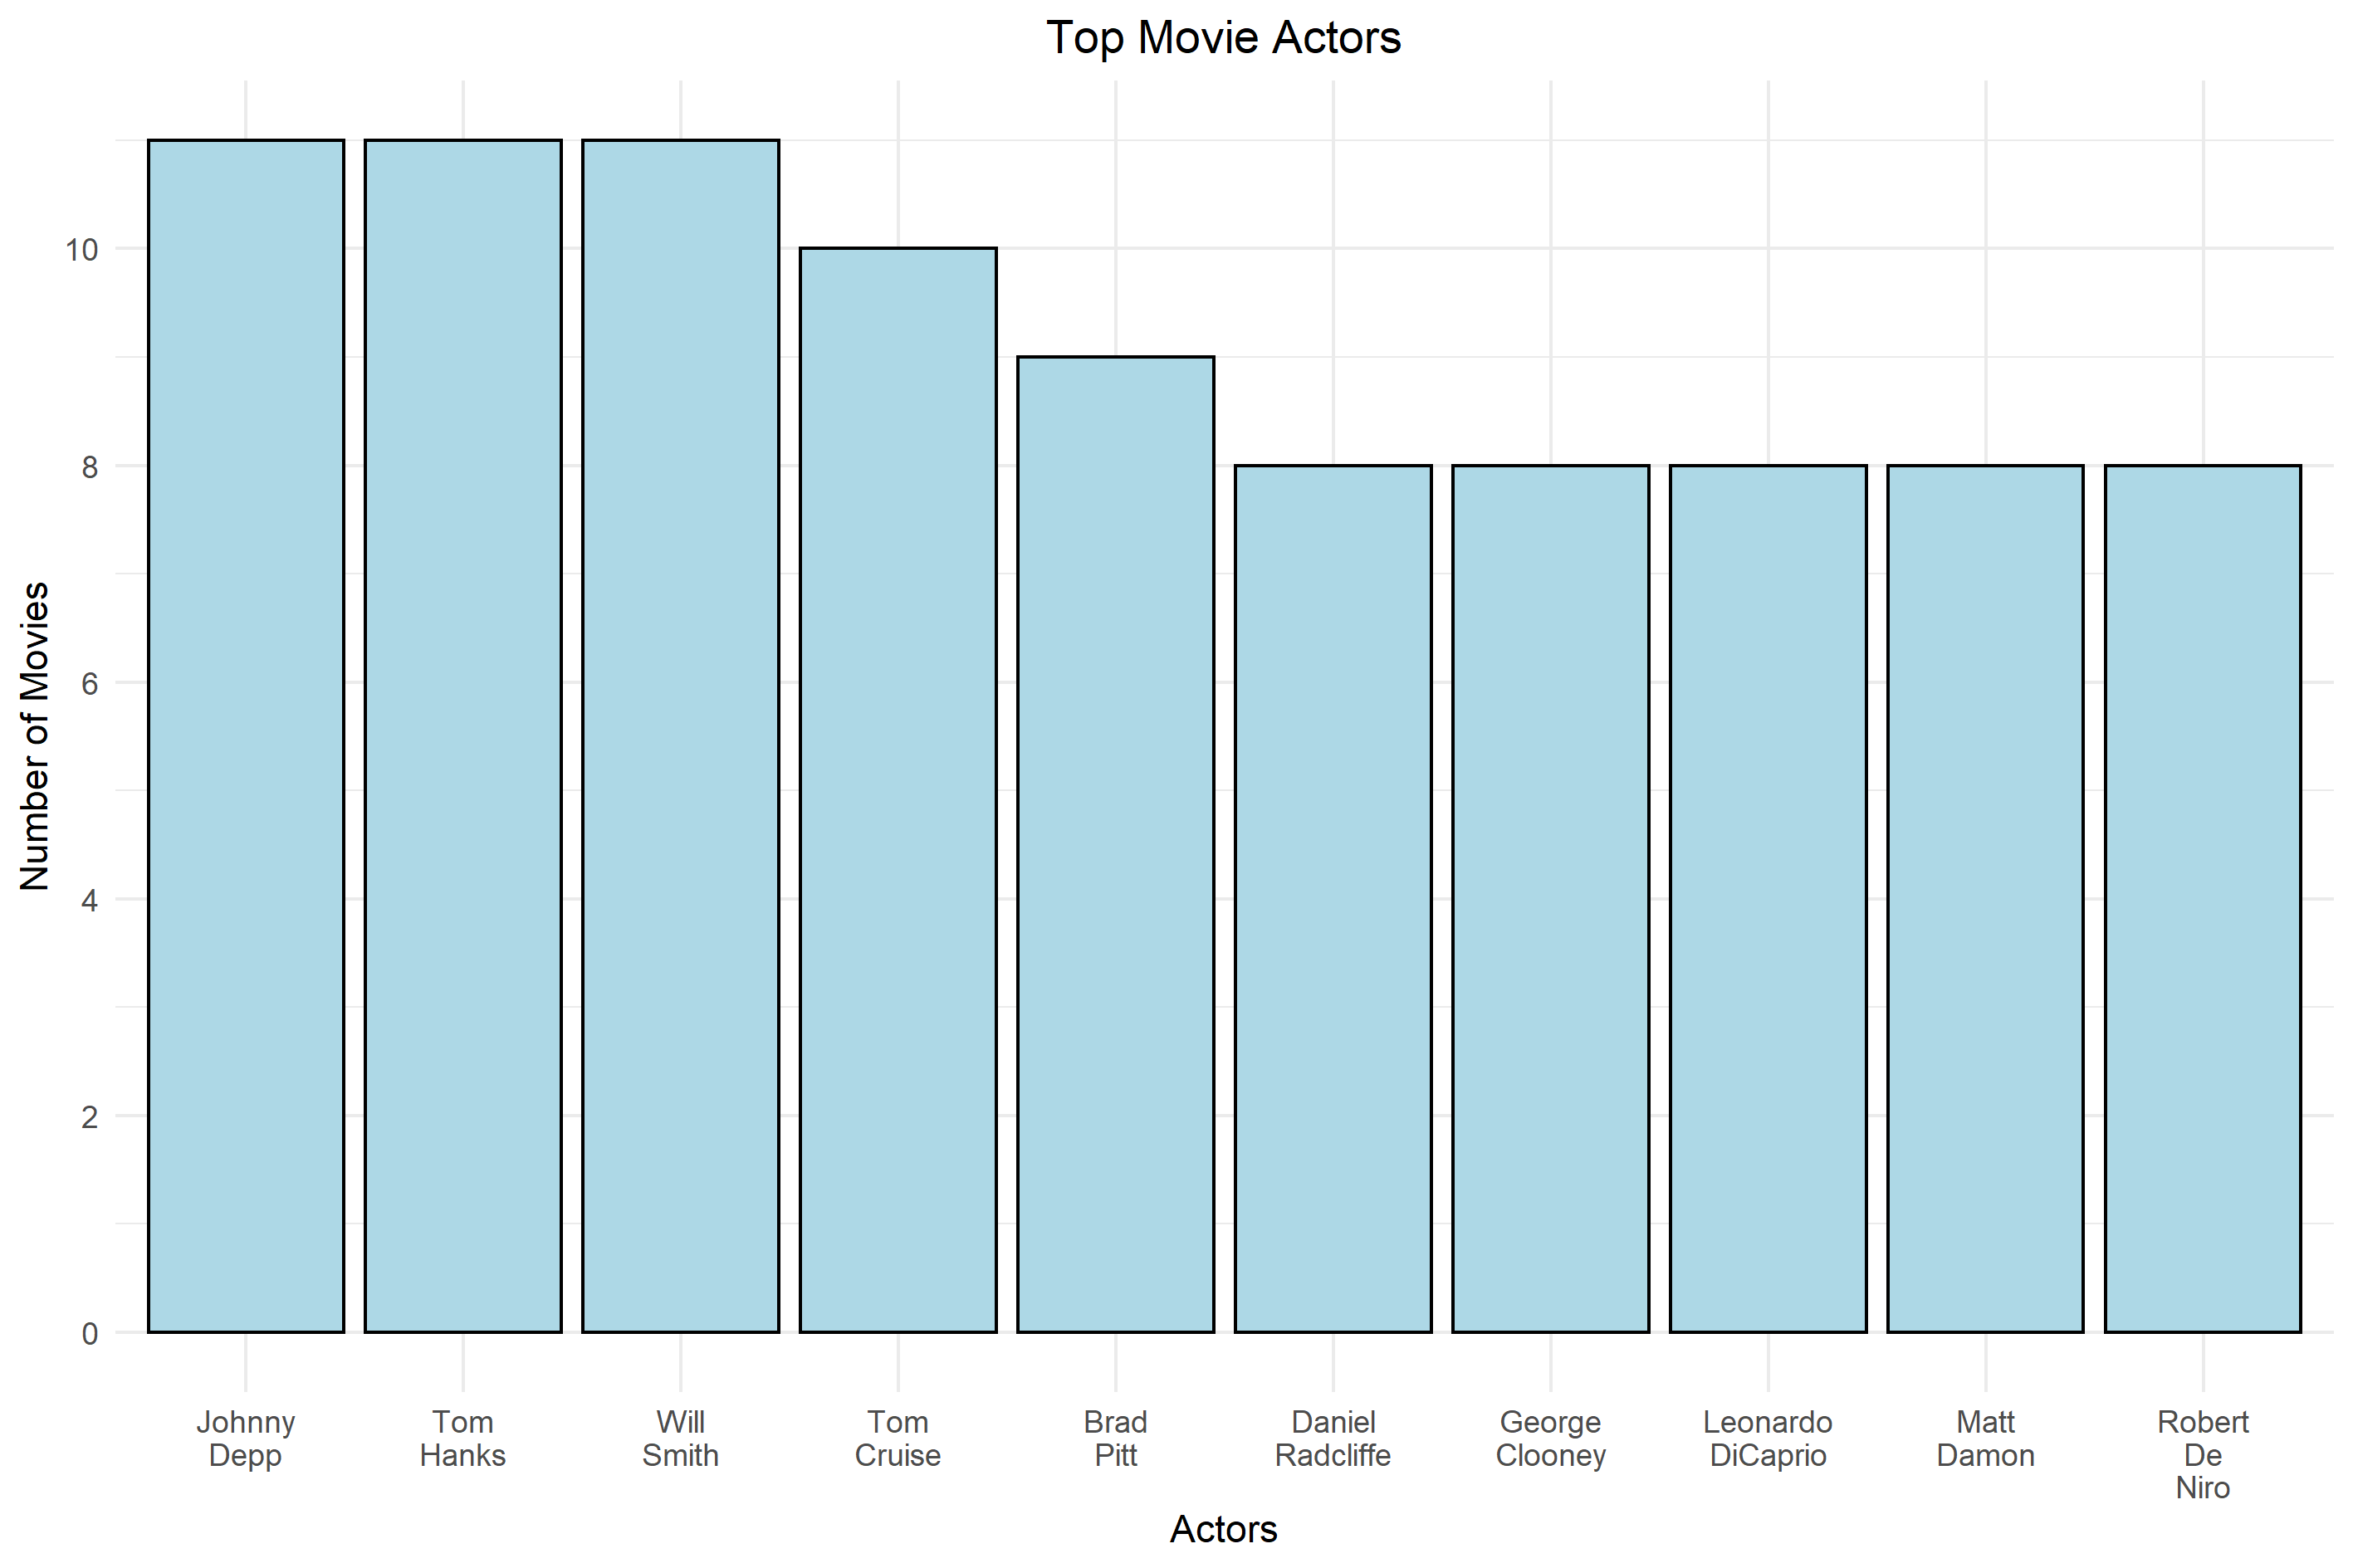 Top Movie Actors
Number of Movies
10
8
6
4
2
0
Johnny
Depp
Tom
Hanks
Will
Smith
Tom
Cruise
Brad
Pitt
Daniel
Radcliffe
George
Clooney
Leonardo
DiCaprio
Matt
Damon
Robert
De
Niro
Actors